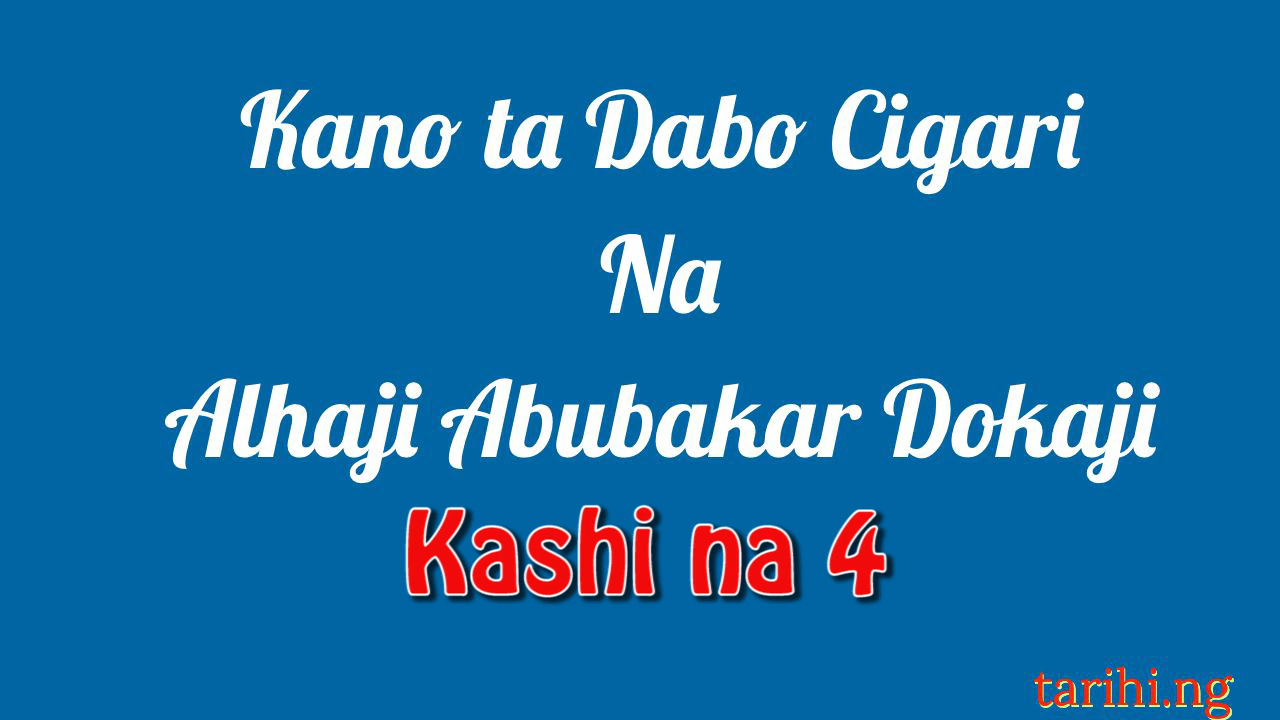 Kano ta Dabo Cigari
Na
Alhaji Abubakar Dokaji
Kashi na 4
tarihi.ng